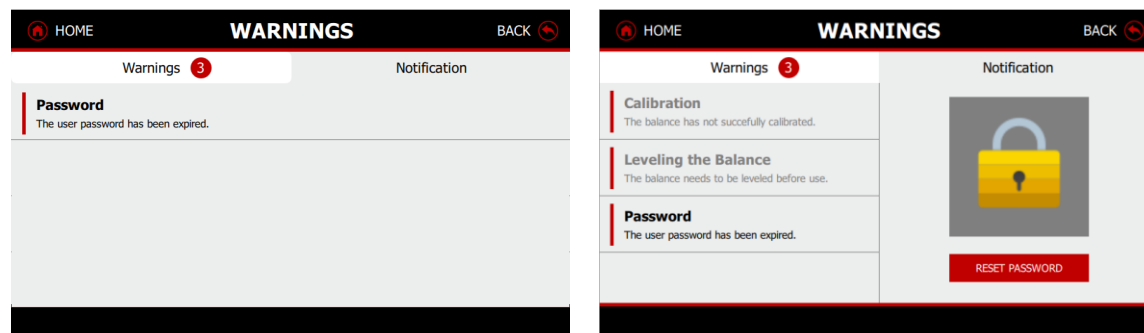 HOME WARNINGS BACK
Warnings 3 Notification
Password
The user password has been expired.
HOME WARNINGS BACK
Warnings 3 Notification
Calibration
The balance has not succefully calibrated.
Leveling the Balance
The balance needs to be leveled before use.
Password
The user password has been expired.
RESET PASSWORD